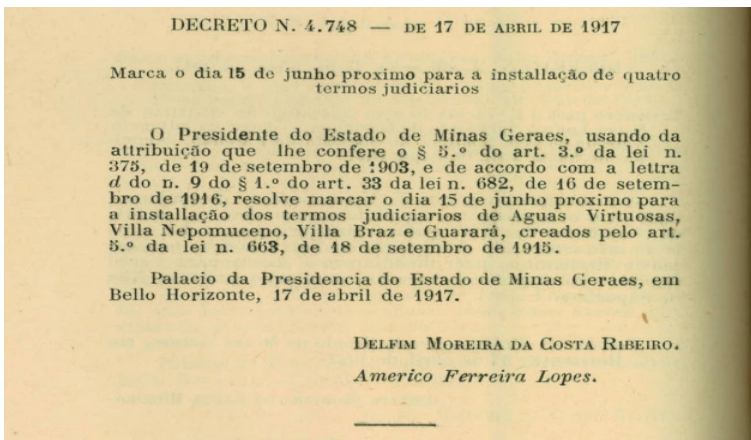 DECRETO N. 4.748 — DE 17 DE ABRIL DE 1917
Marca o dia 15 de junho proximo para a installação de quatro
termos judiciarios
O Presidente do Estado de Minas Geraes, usando da
attribuição que lhe confere o § 5.º do art. 3.º da lei n.
375, de 19 de setembro de 1903, e de accordo com a lettra
d do n. 9 do § 1.º do art. 33 da lei n. 682, de 16 de setem-
bro de 1916, resolve marcar o dia 15 de junho proximo para
a installação dos termos judiciarios de Aguas Virtuosas,
Villa Nepomuceno, Villa Braz e Guarará, creados pelo art.
5.º da lei n. 663, de 18 de setembro de 1915.
Palacio da Presidencia do Estado de Minas Geraes, em
Bello Horizonte, 17 de abril de 1917.
DELFIM MOREIRA DA COSTA RIBEIRO.
Americo Ferreira Lopes.